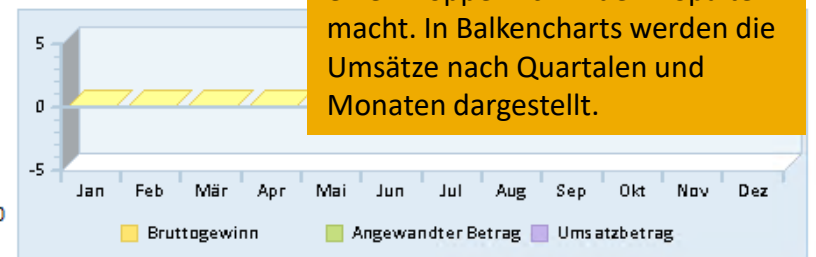 macht. In Balkencharts werden die
Umsätze nach Quartalen und
Monaten dargestellt.
5
0
-5
Jan Feb Mär Apr Mai Jun Jul Aug Sep Okt Nov Dez
Bruttogewinn Angewandter Betrag Umsatzbetrag